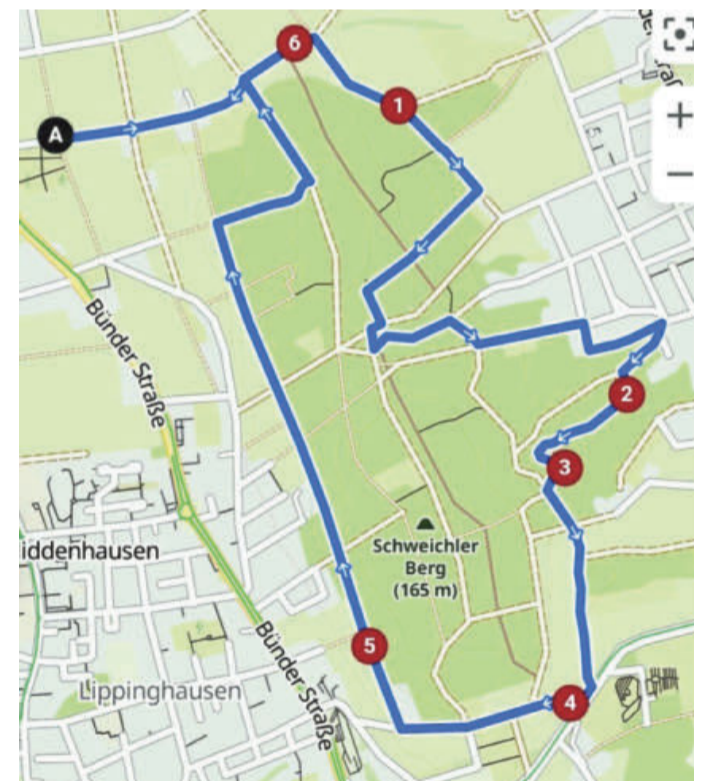 6
1
A
+
−
Bünder Straße
2
3
iddenhausen
Schweichler
Berg
(165 m)
5
Bünder Straße
Lippinghausen
4